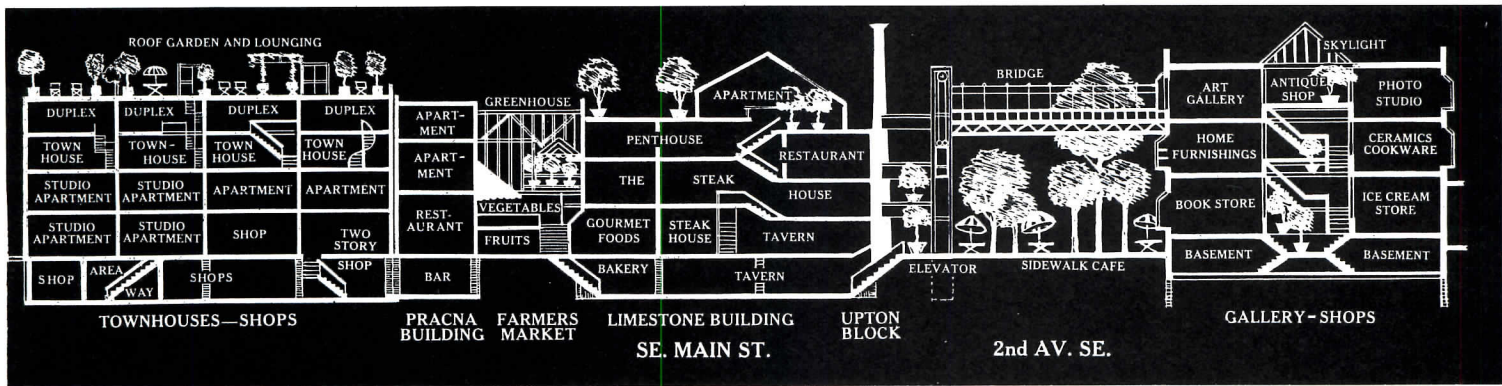 ROOF GARDEN AND LOUNGING
DUPLEX
DUPLEX
DUPLEX
DUPLEX
TOWN
HOUSE
TOWN-
HOUSE
TOWN
HOUSE
TOWN
HOUSE
STUDIO
APARTMENT
STUDIO
APARTMENT
APARTMENT
APARTMENT
STUDIO
APARTMENT
STUDIO
APARTMENT
SHOP
TWO
STORY
SHOP
SHOP
AREA
WAY
SHOPS
TOWNHOUSES—SHOPS
APART-
MENT
APART-
MENT
REST-
AURANT
BAR
PRACNA
BUILDING
GREENHOUSE
VEGETABLES
FRUITS
FARMERS
MARKET
APARTMENT
PENTHOUSE
RESTAURANT
THE STEAK HOUSE
GOURMET
FOODS
STEAK
HOUSE
TAVERN
BAKERY
TAVERN
LIMESTONE BUILDING
UPTON
BLOCK
SE. MAIN ST.
BRIDGE
ELEVATOR
SIDEWALK CAFE
2nd AV. SE.
SKYLIGHT
ART
GALLERY
ANTIQUE
SHOP
PHOTO
STUDIO
HOME
FURNISHINGS
CERAMICS
COOKWARE
BOOK STORE
ICE CREAM
STORE
BASEMENT
BASEMENT
GALLERY-SHOPS